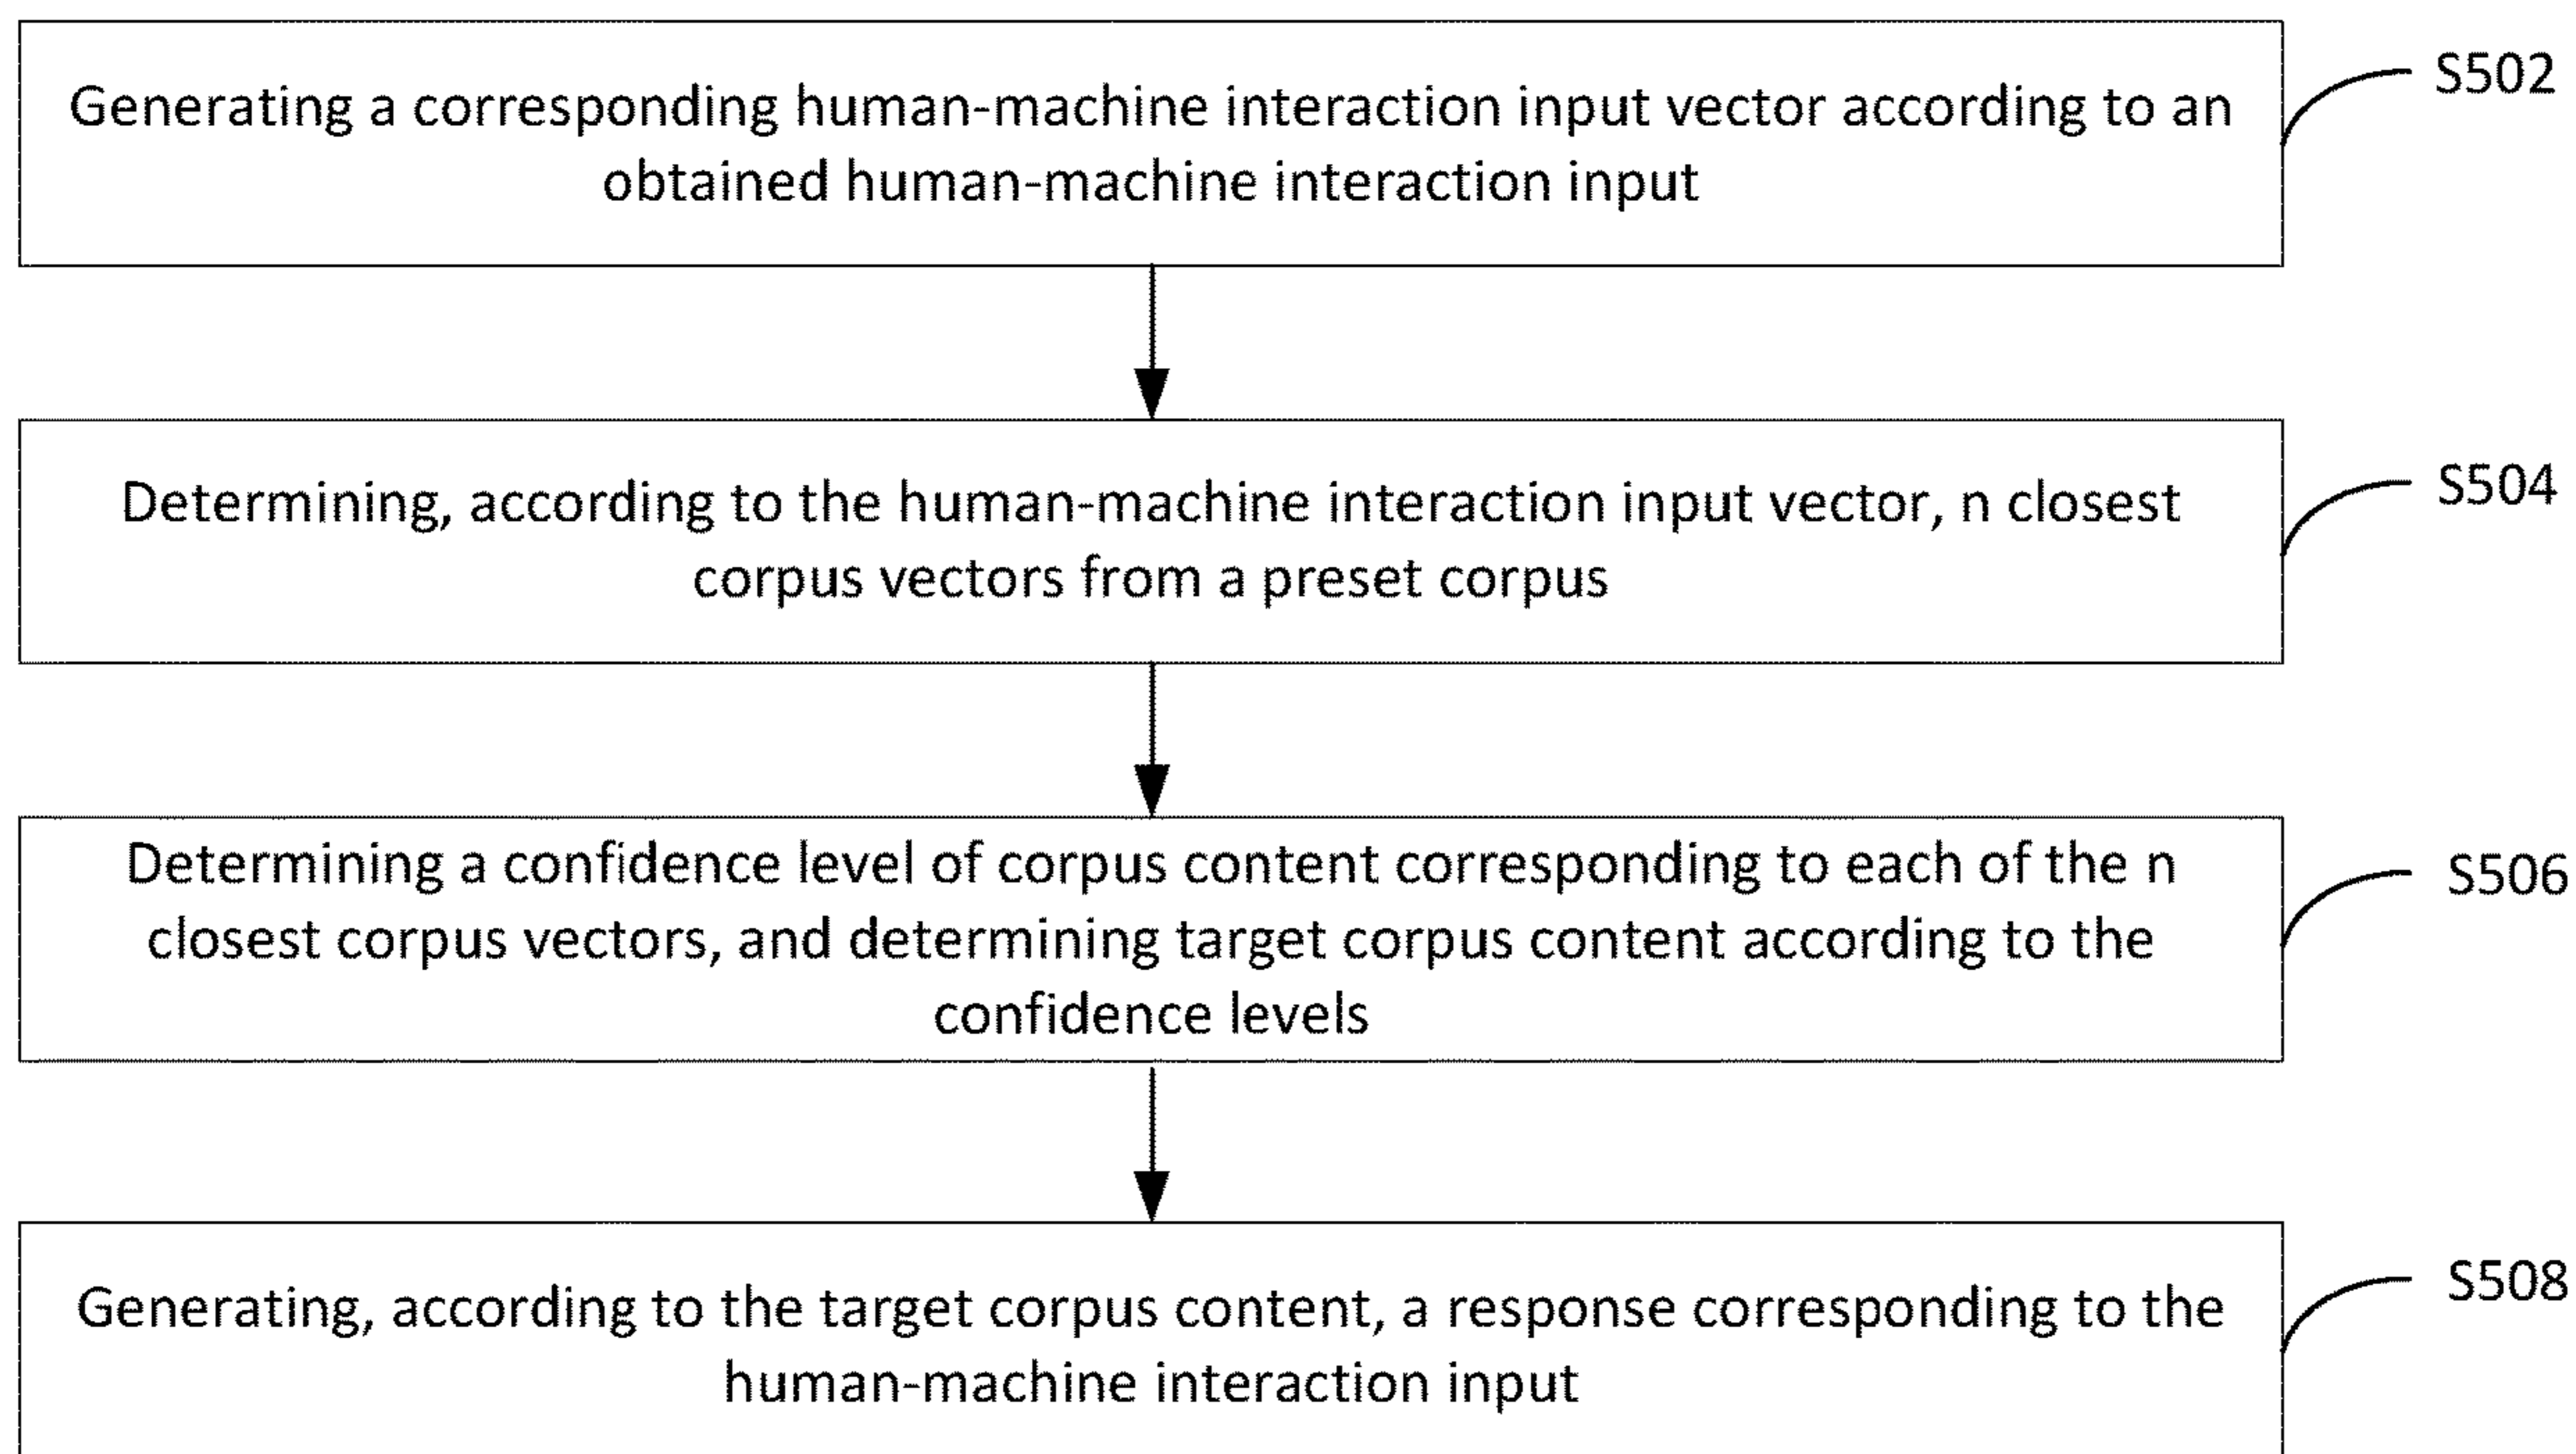 Generating a corresponding human-machine interaction input vector according to an
obtained human-machine interaction input
S502
Determining, according to the human-machine interaction input vector, n closest
corpus vectors from a preset corpus
S504
Determining a confidence level of corpus content corresponding to each of the n
closest corpus vectors, and determining target corpus content according to the
confidence levels
S506
Generating, according to the target corpus content, a response corresponding to the
human-machine interaction input
S508